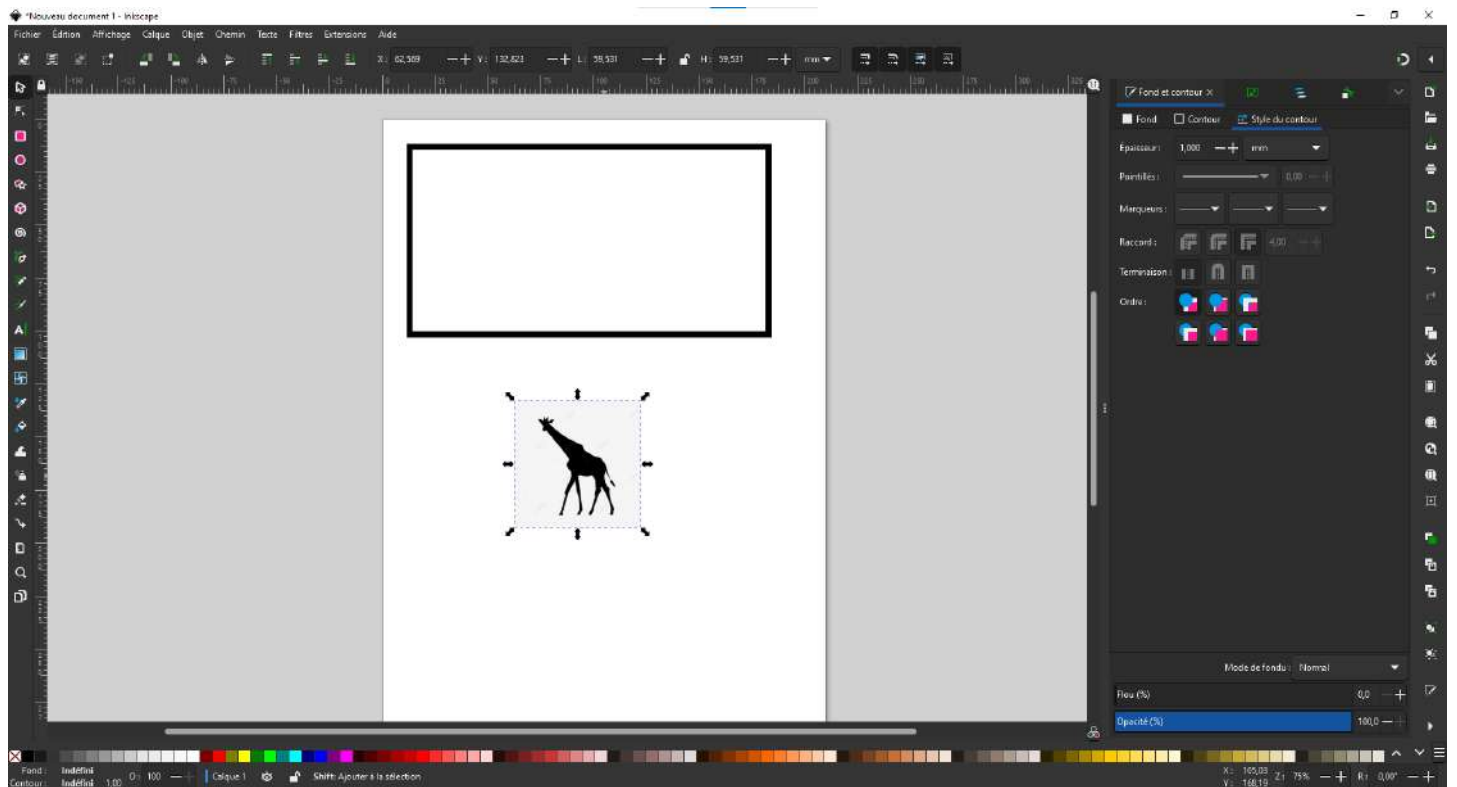 *Nouveau document 1 - Inkscape
Fichier Édition Affichage Calque Objet Chemin Texte Filtres Extensions Aide
X: 62,569 Y: 132,823 L: 59,531 H: 59,531 mm
Fond et contour
Fond Contour Style du contour
Épaisseur: 1,000 mm
Pointillés: 0,00
Marqueurs:
Raccord: 4,00
Terminaison:
Ordre:
Mode de fondu: Normal
Flou (%) 0,0
Opacité (%) 100,0
Fond: Indéfini
Contour: Indéfini 1,00
O: 100
Calque 1
Shift: Ajouter à la sélection
X: 165,03
Y: 168,19
Z: 75%
R: 0,00°